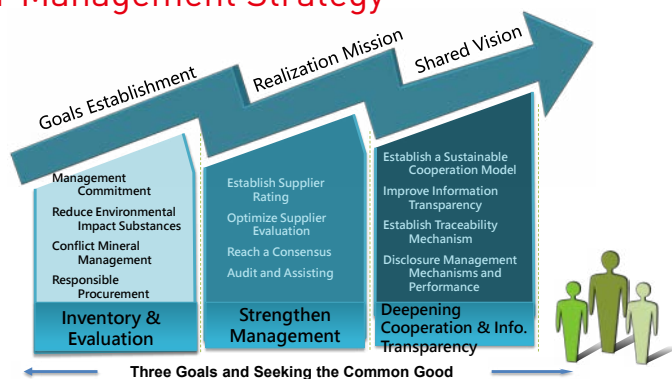 Management Strategy
Goals Establishment
Realization Mission
Shared Vision
Management
Commitment
Reduce Environmental
Impact Substances
Conflict Mineral
Management
Responsible
Procurement
Inventory &
Evaluation
Establish Supplier
Rating
Optimize Supplier
Evaluation
Reach a Consensus
Audit and Assisting
Strengthen
Management
Establish a Sustainable
Cooperation Model
Improve Information
Transparency
Establish Traceability
Mechanism
Disclosure Management
Mechanisms and
Performance
Deepening
Cooperation & Info.
Transparency
Three Goals and Seeking the Common Good